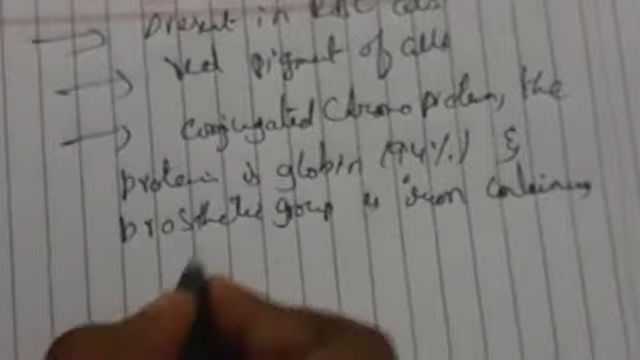 present in RBC
red pigment of
conjugated Chromoprotein, the
protein is globin (94%) &
prosthetic group is iron containing